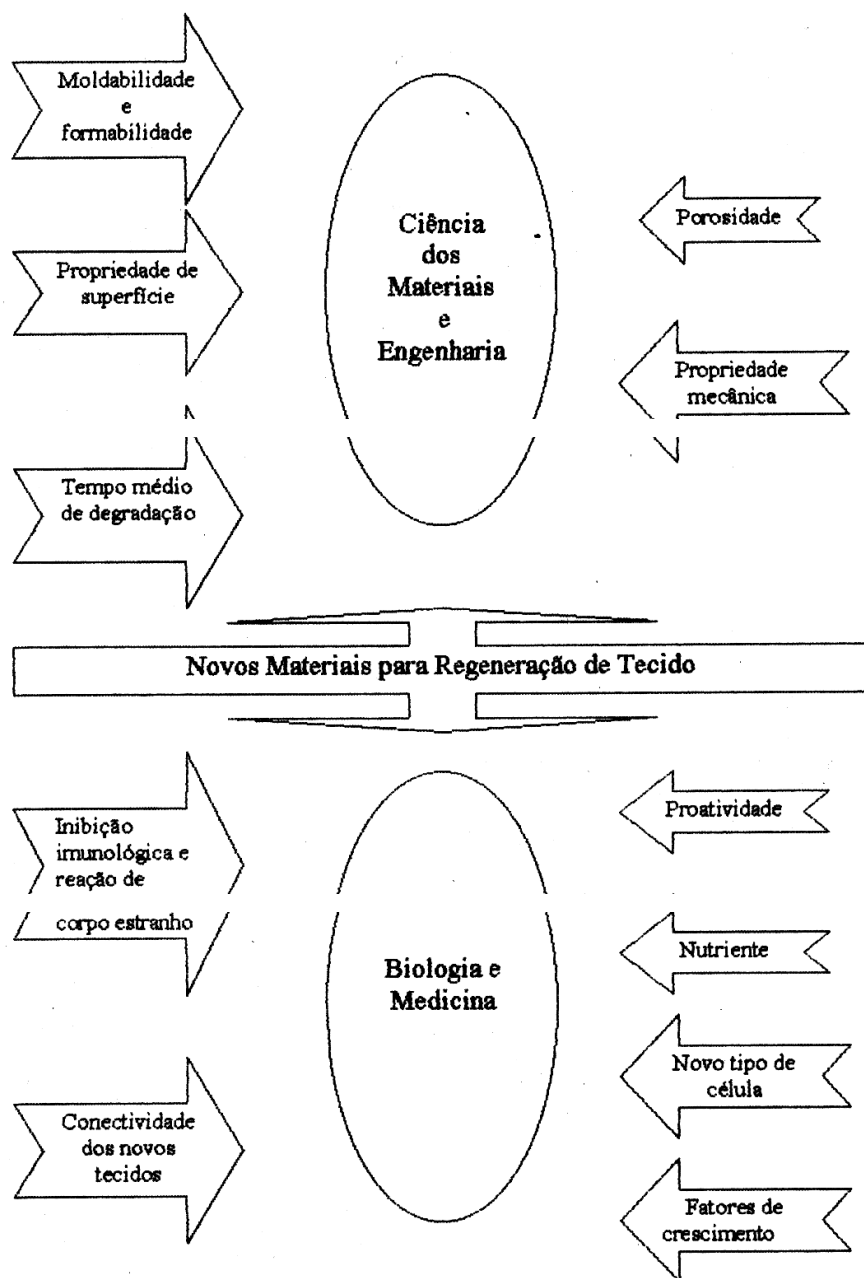 Moldabilidade
e
formabilidade
Propriedade de
superfície
Tempo médio
de degradação
Ciência
dos
Materiais
e
Engenharia
Porosidade
Propriedade
mecânica
Novos Materiais para Regeneração de Tecido
Inibição
imunológica e
reação de
corpo estranho
Conectividade
dos novos
tecidos
Biologia e
Medicina
Proatividade
Nutriente
Novo tipo de
célula
Fatores de
crescimento